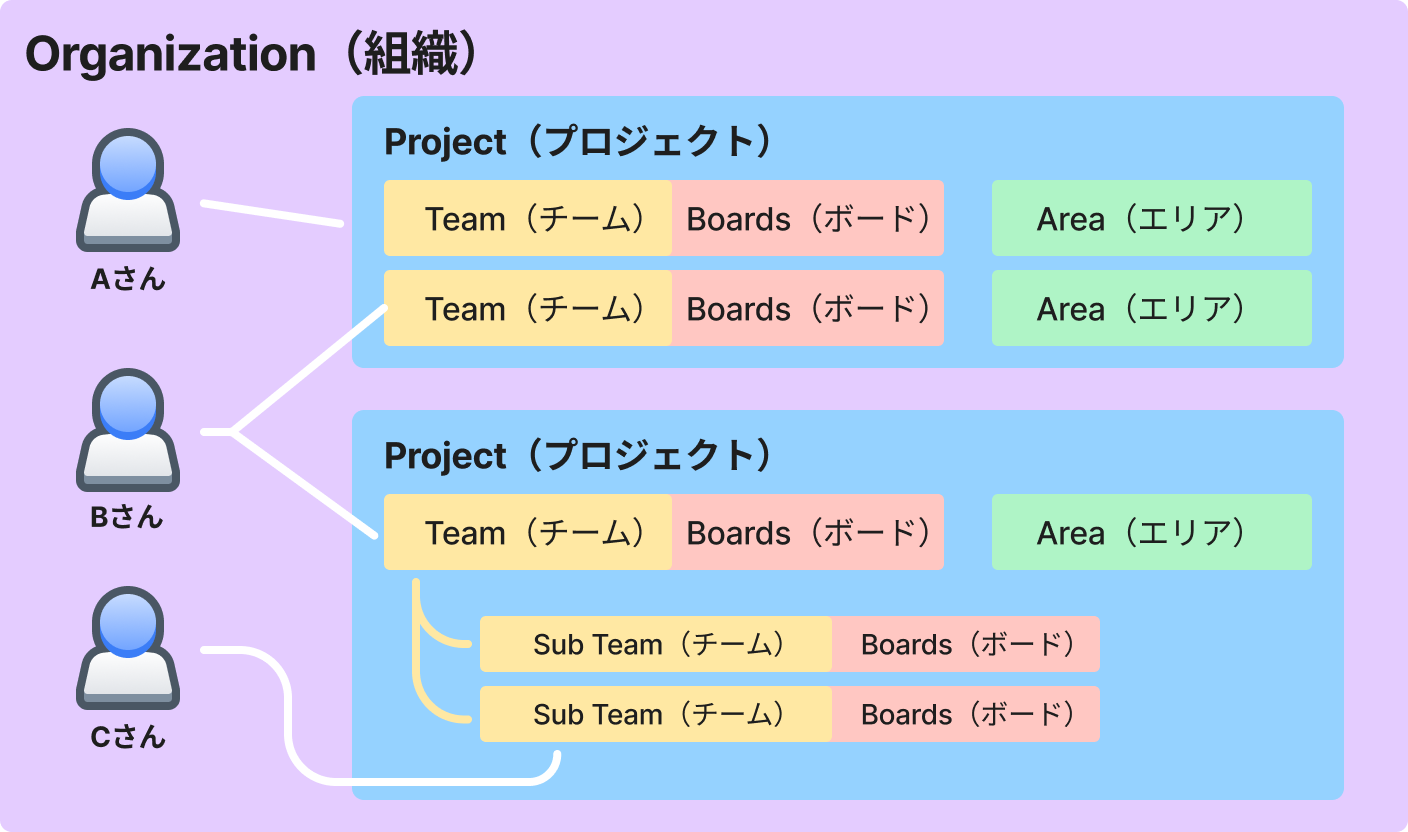 Organization（組織）
Aさん
Project（プロジェクト）
Team（チーム） Boards（ボード） Area（エリア）
Team（チーム） Boards（ボード） Area（エリア）
Bさん
Project（プロジェクト）
Team（チーム） Boards（ボード） Area（エリア）
Sub Team（チーム） Boards（ボード）
Sub Team（チーム） Boards（ボード）
Cさん